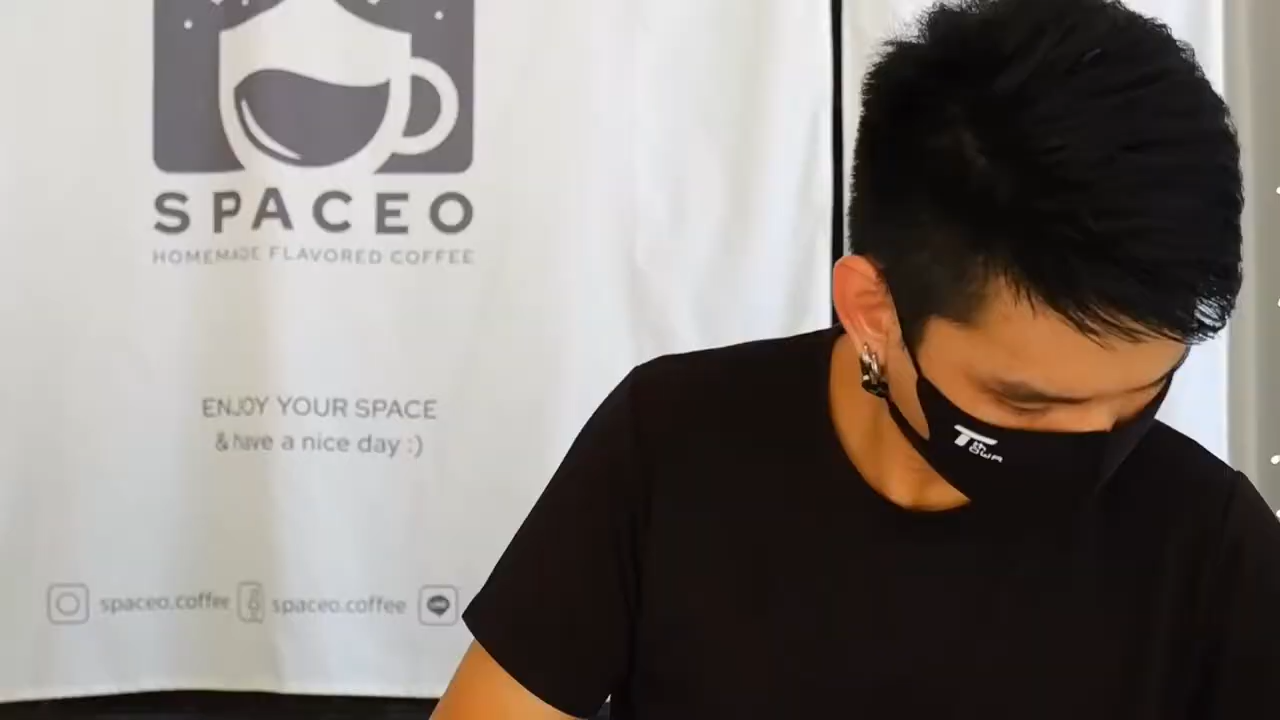 SPACEO
HOMEMADE FLAVORED COFFEE
ENJOY YOUR SPACE
& have a nice day :)
spaceo.coffee spaceo.coffee